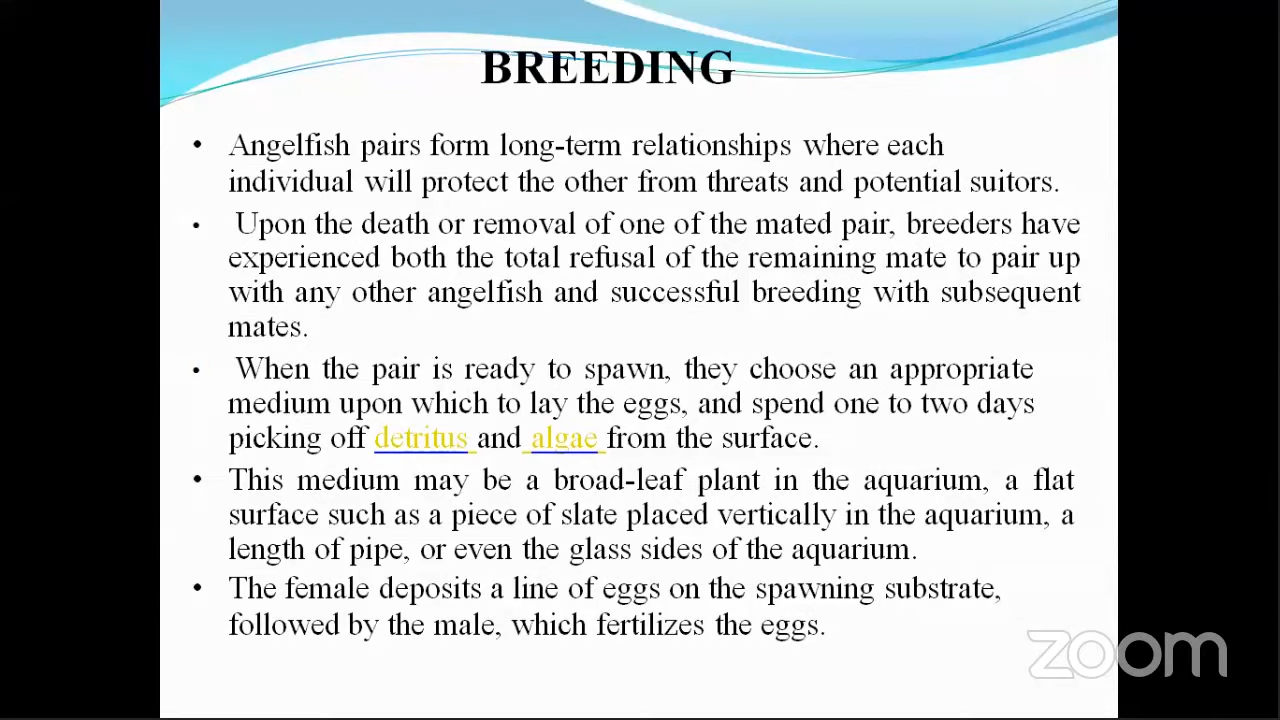 BREEDING
• Angelfish pairs form long-term relationships where each
individual will protect the other from threats and potential suitors.
• Upon the death or removal of one of the mated pair, breeders have
experienced both the total refusal of the remaining mate to pair up
with any other angelfish and successful breeding with subsequent
mates.
• When the pair is ready to spawn, they choose an appropriate
medium upon which to lay the eggs, and spend one to two days
picking off detritus and algae from the surface.
• This medium may be a broad-leaf plant in the aquarium, a flat
surface such as a piece of slate placed vertically in the aquarium, a
length of pipe, or even the glass sides of the aquarium.
• The female deposits a line of eggs on the spawning substrate,
followed by the male, which fertilizes the eggs.
zoom